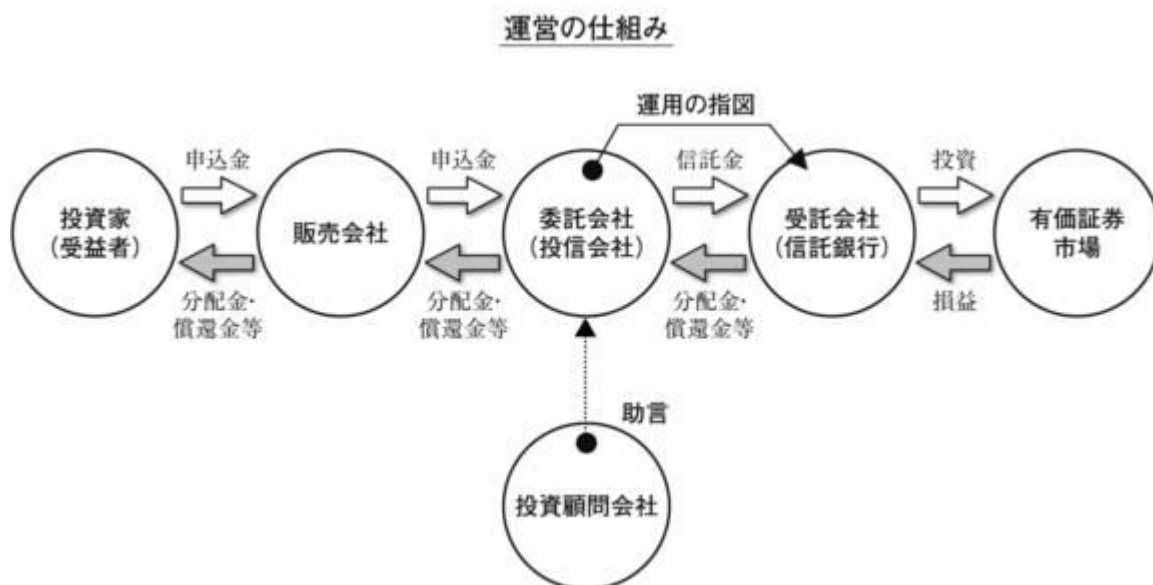 運営の仕組み
運用の指図
申込金
申込金
信託金
投資
投資家
（受益者）
販売会社
委託会社
（投信会社）
受託会社
（信託銀行）
有価証券
市場
分配金・
償還金等
分配金・
償還金等
分配金・
償還金等
損益
助言
投資顧問会社